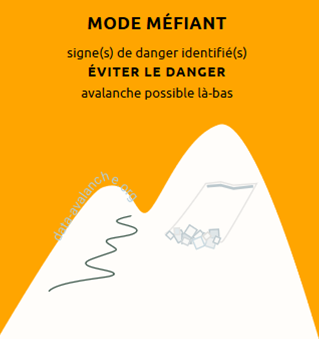 MODE MÉFIANT
signe(s) de danger identifié(s)
ÉVITER LE DANGER
avalanche possible là-bas
data-avalanche.org